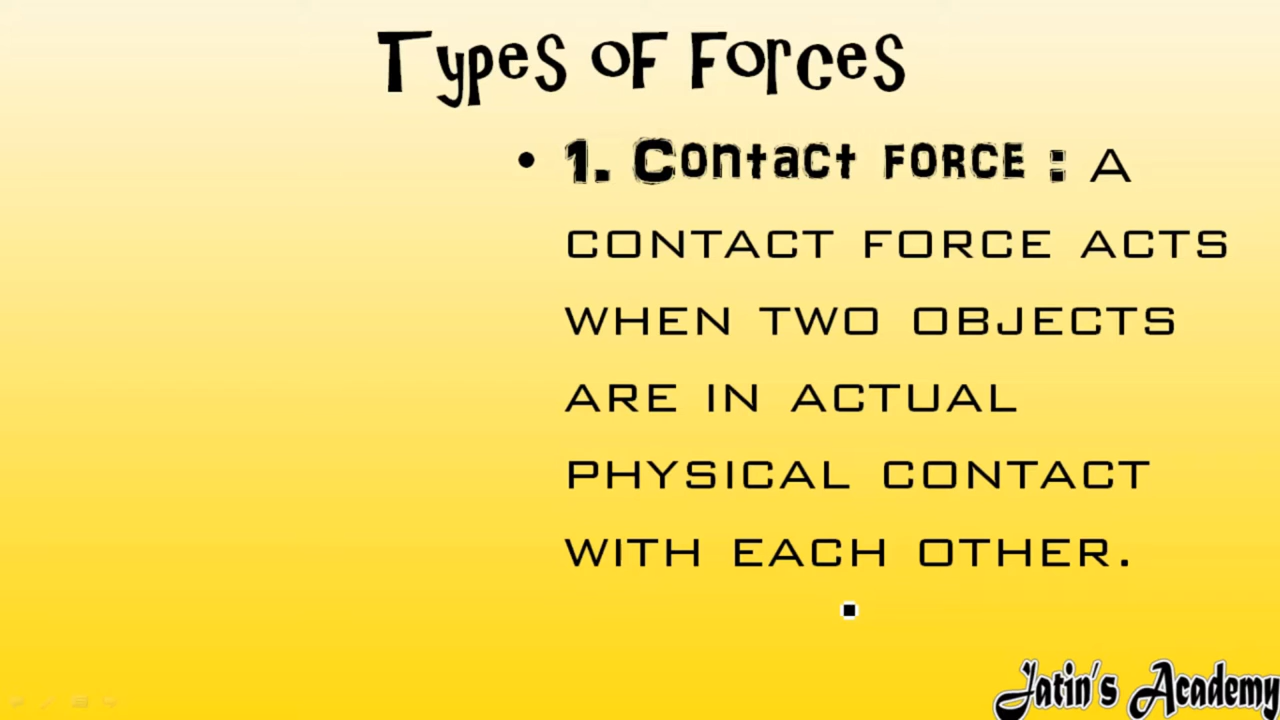 Types of Forces
• 1. Contact force : A
CONTACT FORCE ACTS
WHEN TWO OBJECTS
ARE IN ACTUAL
PHYSICAL CONTACT
WITH EACH OTHER.
Jatin's Academy